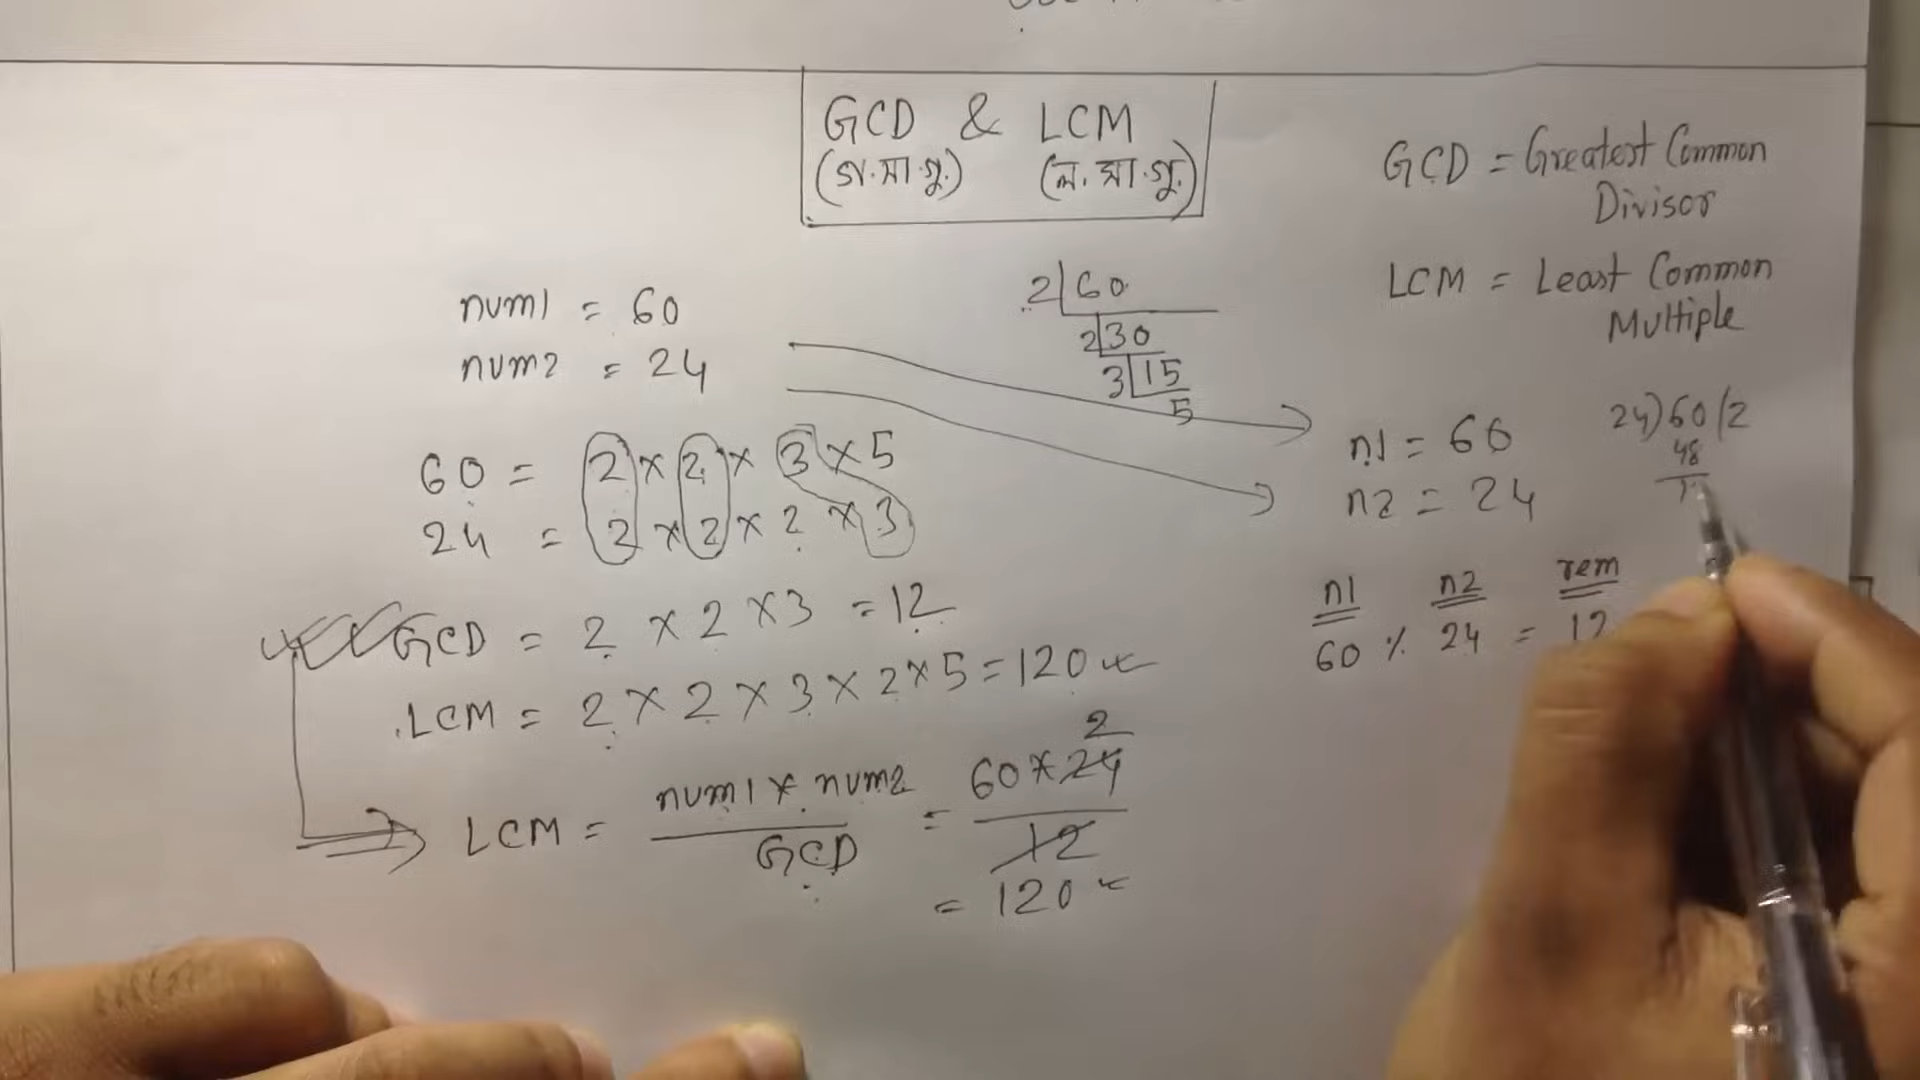 GCD & LCM
(গ.সা.গু.) (ল.সা.গু.)
GCD = Greatest Common
Divisor
LCM = Least Common
Multiple
num1 = 60
num2 = 24
2 60
2 30
3 15
5
60 = 2 × 2 × 3 × 5
24 = 2 × 2 × 2 × 3
GCD = 2 × 2 × 3 = 12
LCM = 2 × 2 × 3 × 2 × 5 = 120
LCM = num1 × num2 / GCD = 60 × 24 / 12
2
= 120
n1 = 60
n2 = 24
24)60(2
48
n1 n2 rem
60 % 24 = 12